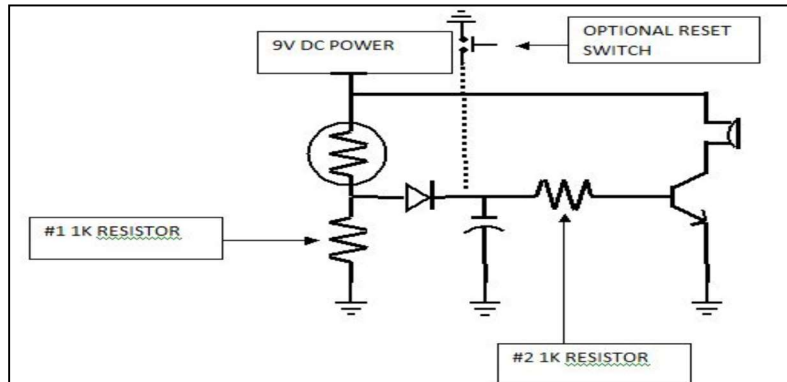 9V DC POWER
OPTIONAL RESET
SWITCH
#1 1K RESISTOR
#2 1K RESISTOR